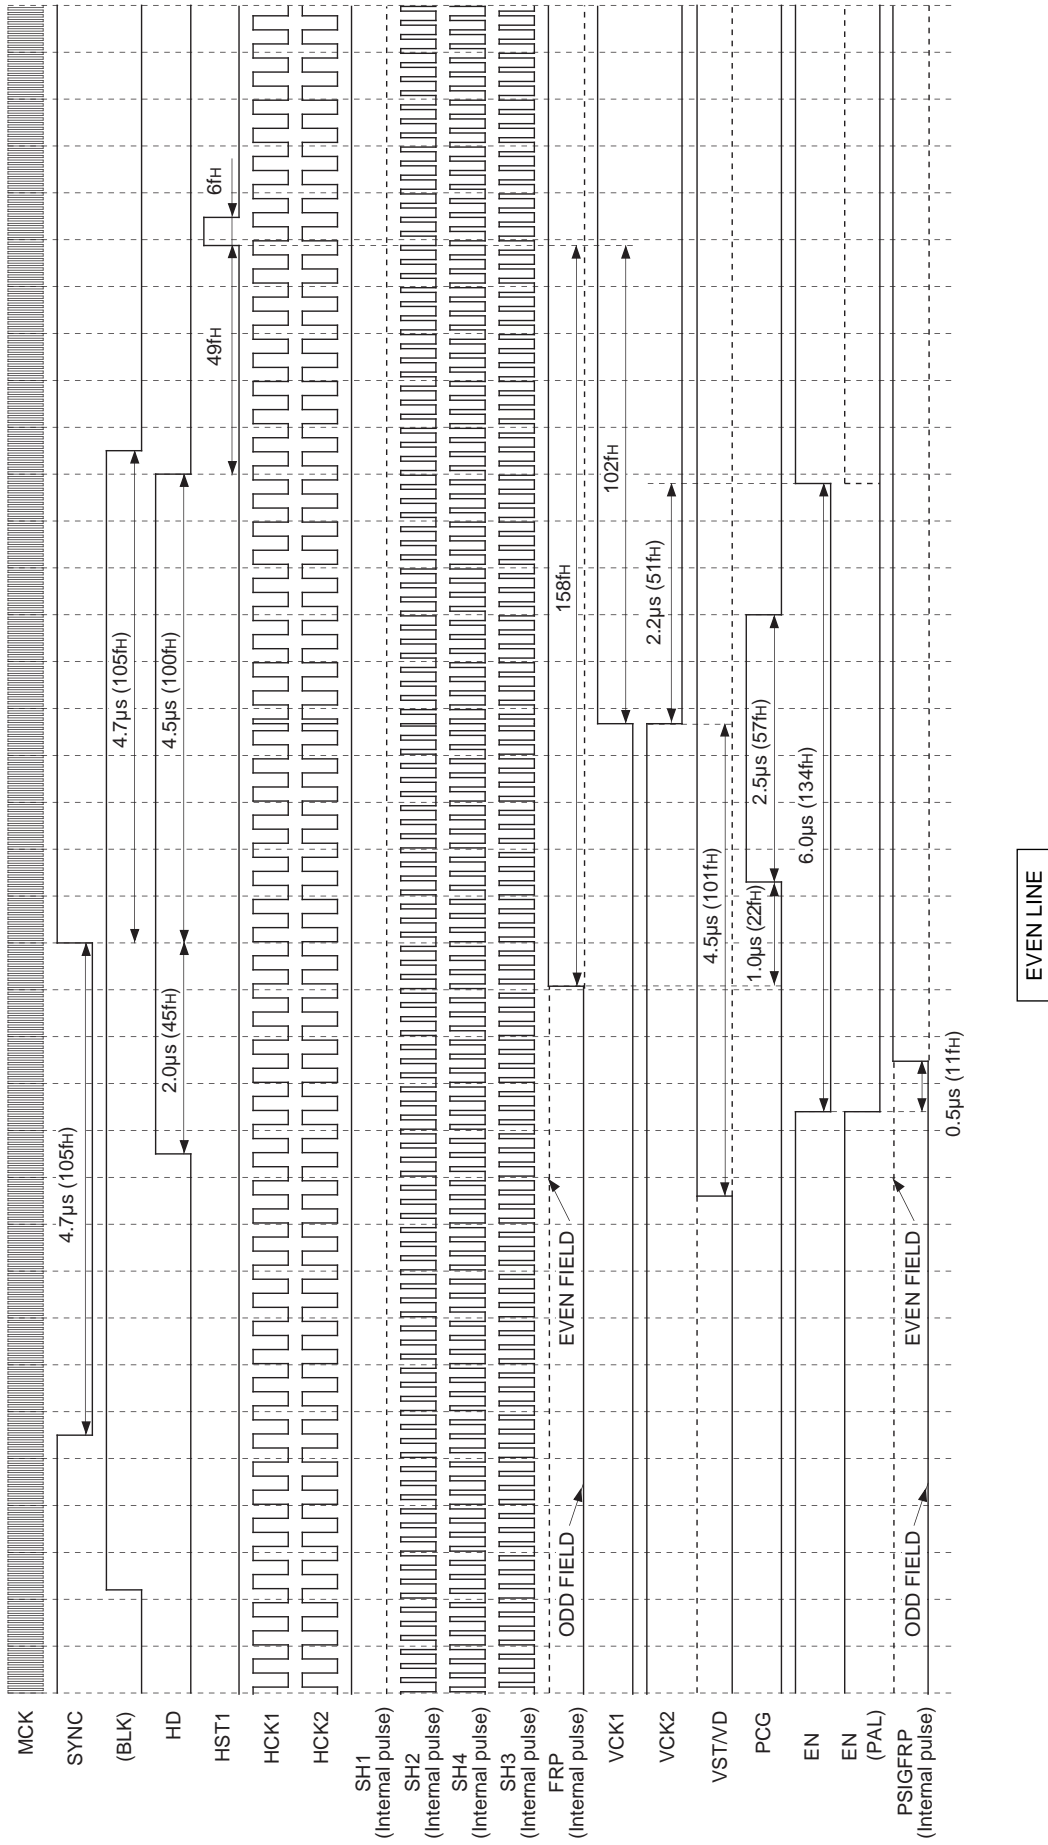 MCK
SYNC
4.7µs (105fH)
(BLK)
4.7µs (105fH)
HD
2.0µs (45fH)
4.5µs (100fH)
HST1
49fH
6fH
HCK1
HCK2
SH1
(Internal pulse)
SH2
(Internal pulse)
SH4
(Internal pulse)
SH3
(Internal pulse)
FRP
(Internal pulse)
ODD FIELD
EVEN FIELD
158fH
VCK1
102fH
VCK2
2.2µs (51fH)
VST/VD
4.5µs (101fH)
PCG
1.0µs (22fH)
2.5µs (57fH)
EN
6.0µs (134fH)
EN
(PAL)
PSIGFRP
(Internal pulse)
ODD FIELD
EVEN FIELD
0.5µs (11fH)
EVEN LINE